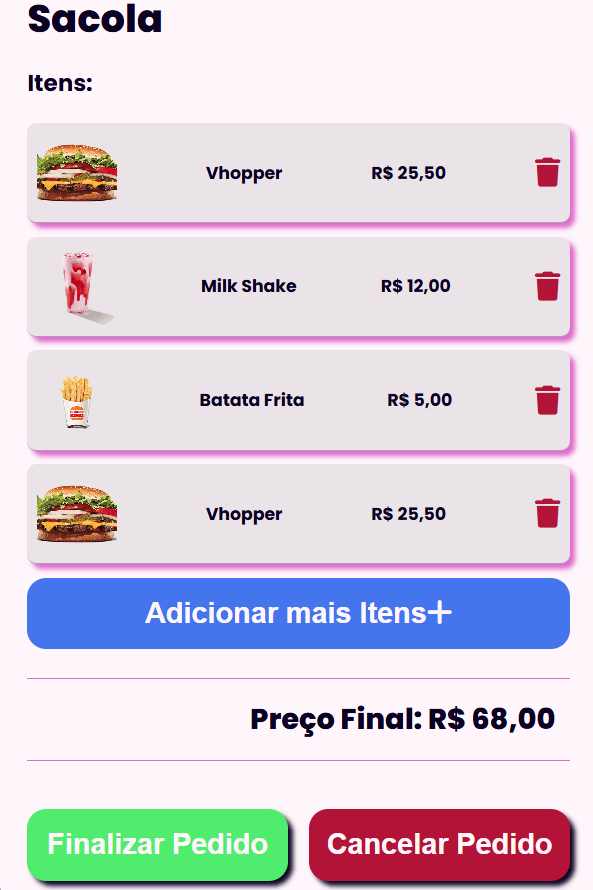 Sacola
Itens:
Vhopper R$ 25,50
Milk Shake R$ 12,00
Batata Frita R$ 5,00
Vhopper R$ 25,50
Adicionar mais Itens+
Preço Final: R$ 68,00
Finalizar Pedido Cancelar Pedido